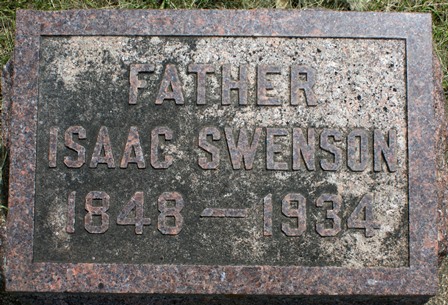 FATHER
ISAAC SWENSON
1848 — 1934